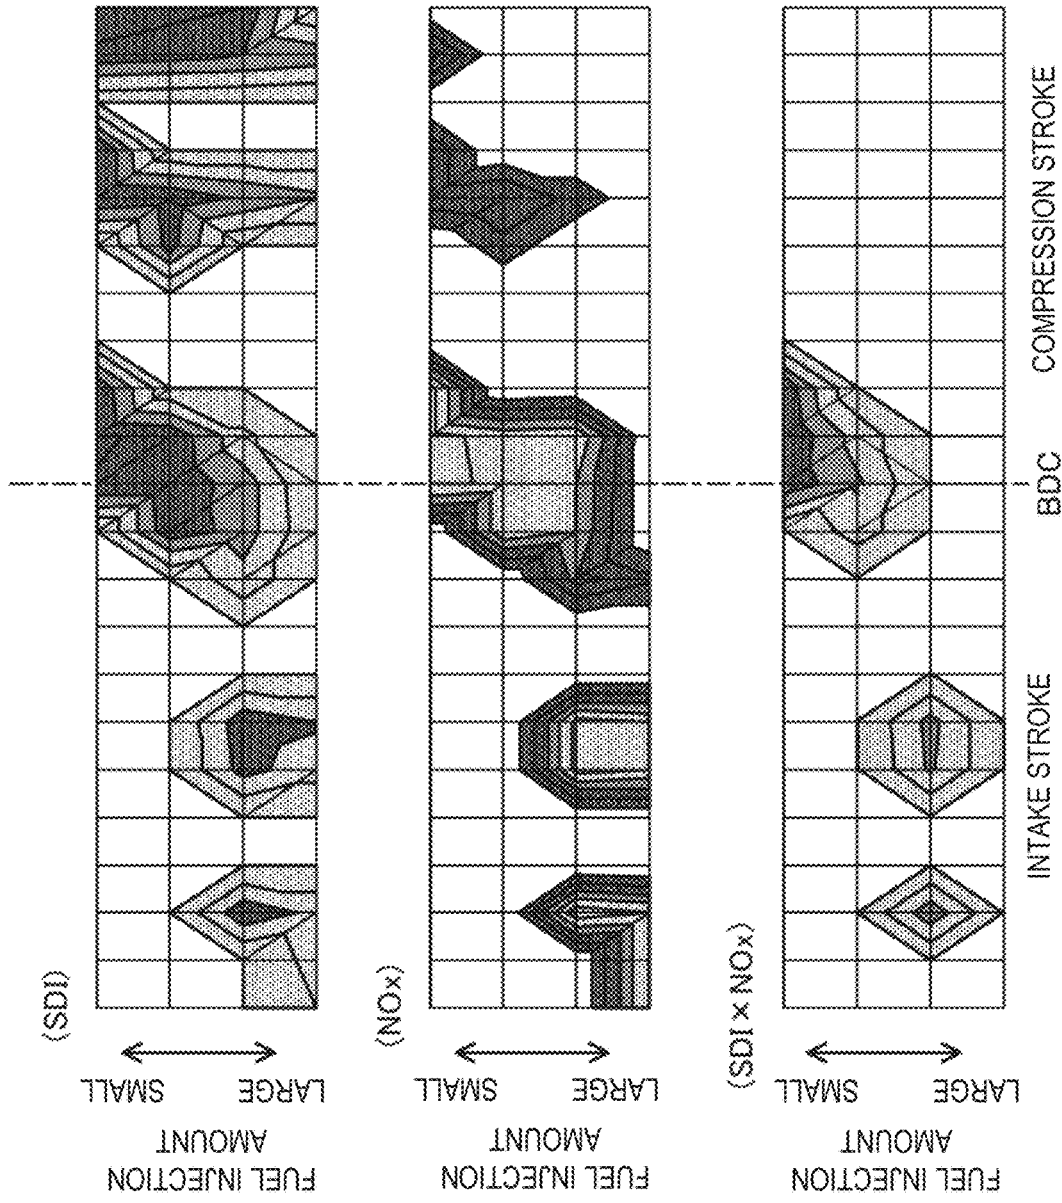 (SDI)
FUEL INJECTION
AMOUNT
SMALL
LARGE
(NOx)
FUEL INJECTION
AMOUNT
SMALL
LARGE
(SDI×NOx)
FUEL INJECTION
AMOUNT
SMALL
LARGE
INTAKE STROKE
BDC
COMPRESSION STROKE